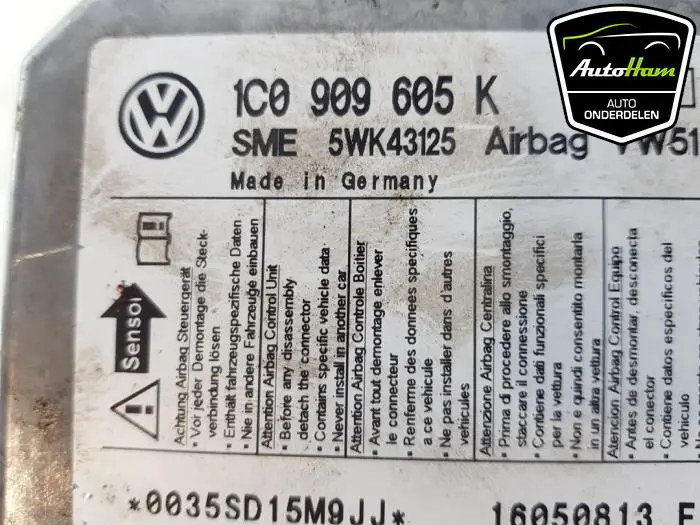 1C0 909 605 K
SME 5WK43125 Airbag VW51
Made in Germany
AutoHam
AUTO
ONDERDELEN
Sensor
Achtung Airbag Steuergerät
• Vor jeder Demontage die Steck-
verbindung lösen
• Enthält fahrzeugspezifische Daten
• Nie in andere Fahrzeuge einbauen
Attention Airbag Control Unit
• Before any disassembly
detach the connector
• Contains specific vehicle data
• Never install in another car
Attention Airbag Controle Boitier
• Avant tout demontage enlever
le connecteur
• Renferme des donnees specifiques
a ce vehicule
• Ne pas installer dans d'autres
vehicules
Attenzione Airbag Centralina
• Prima di procedere allo smontaggio,
staccare il connessione
• Contiene dati funzionali specifici
per la vettura
• Non e quindi consentito montarla
in un altra vettura
Atencion Airbag Control Equipo
• Antes de desmontar, desconecta
el conector
• Contiene datos especificos del
vehiculo
*0035SD15M9JJ*
16050813